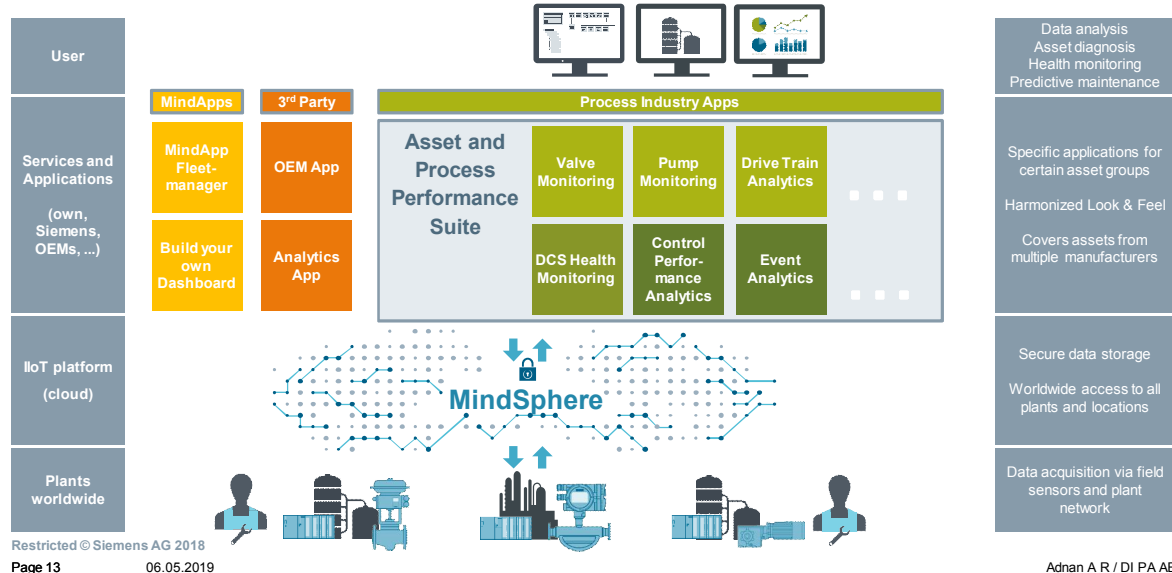 User
Data analysis
Asset diagnosis
Health monitoring
Predictive maintenance
MindApps
3rd Party
Process Industry Apps
Services and
Applications
(own,
Siemens,
OEMs, ...)
MindApp
Fleet-
manager
OEM App
Build your
own
Dashboard
Analytics
App
Asset and
Process
Performance
Suite
Valve
Monitoring
Pump
Monitoring
Drive Train
Analytics
DCS Health
Monitoring
Control
Perfor-
mance
Analytics
Event
Analytics
Specific applications for
certain asset groups
Harmonized Look & Feel
Covers assets from
multiple manufacturers
IIoT platform
(cloud)
MindSphere
Secure data storage
Worldwide access to all
plants and locations
Plants
worldwide
Data acquisition via field
sensors and plant
network
Restricted © Siemens AG 2018
Page 13 06.05.2019 Adnan A R / DI PA AE